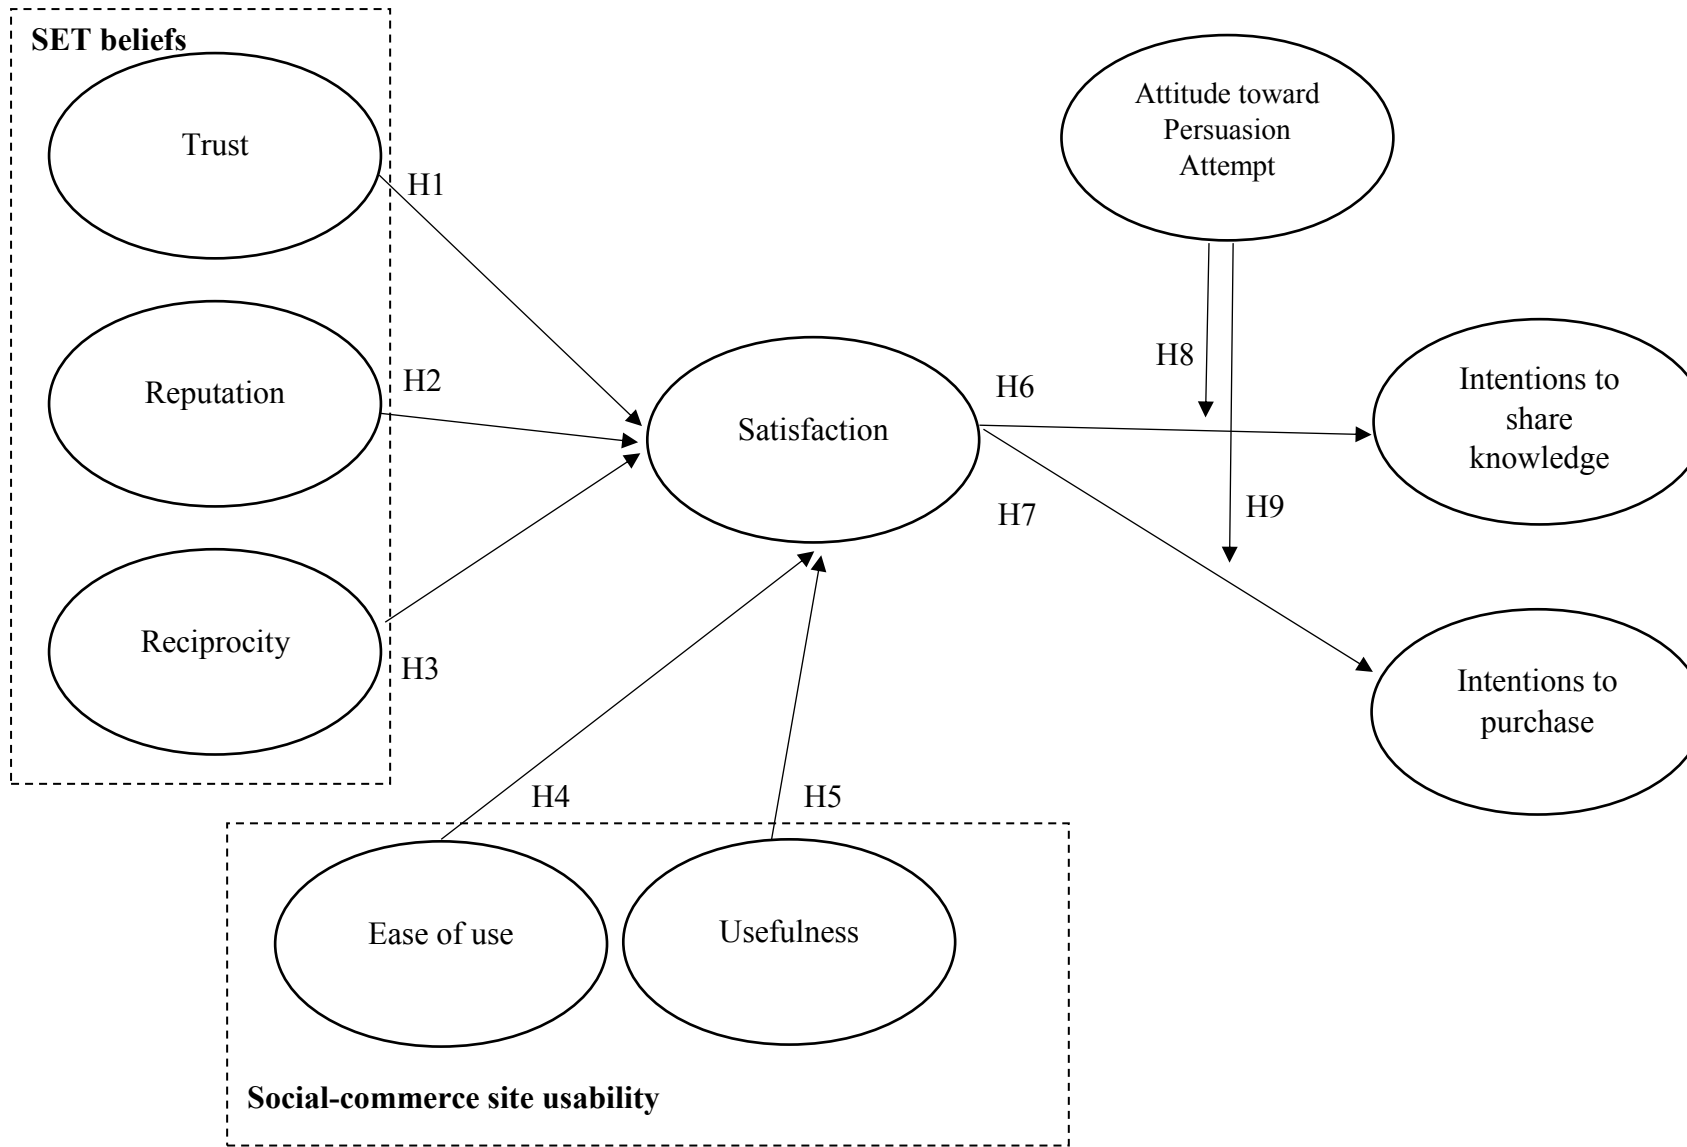 SET beliefs
Trust
H1
Reputation
H2
Reciprocity
H3
Satisfaction
Attitude toward
Persuasion
Attempt
H8
H6
H7
H9
Intentions to
share
knowledge
Intentions to
purchase
H4
H5
Ease of use
Usefulness
Social-commerce site usability